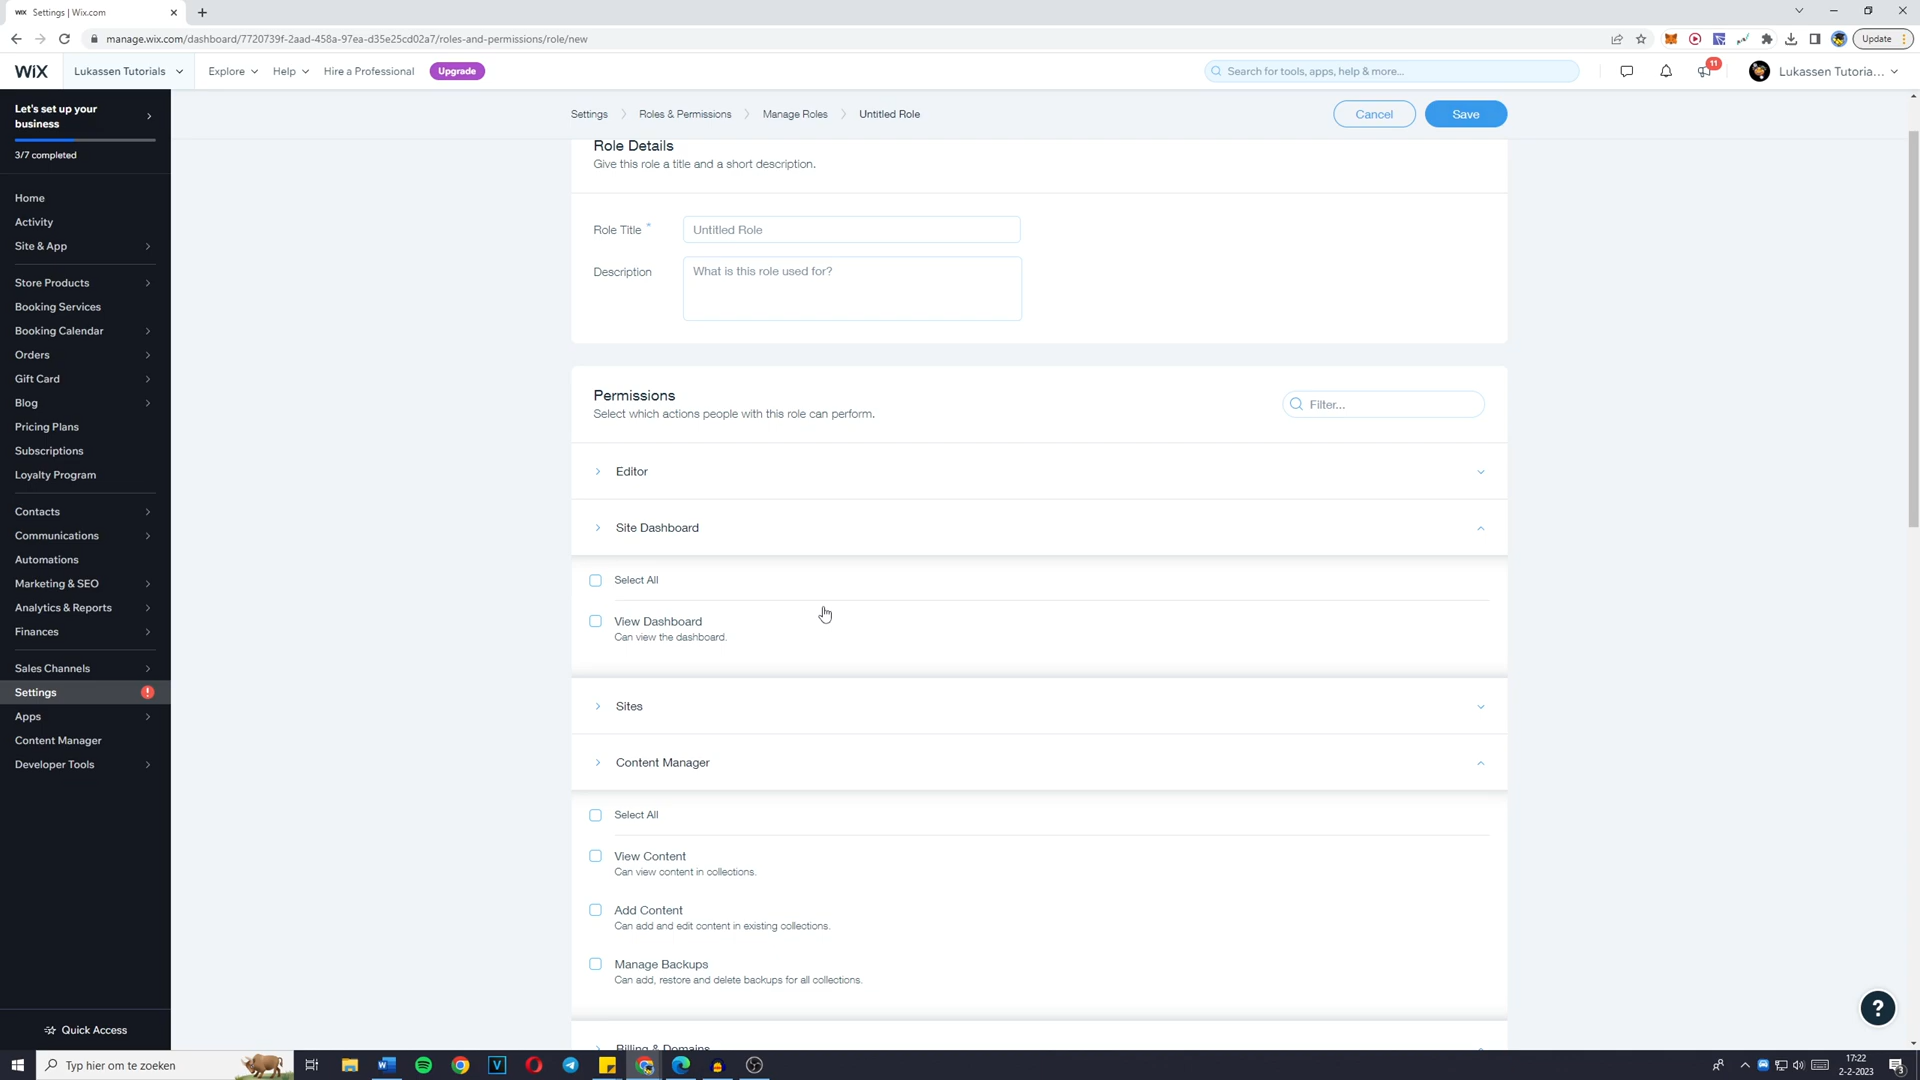 WiX Settings | Wix.com
manage.wix.com/dashboard/7720739f-2aad-458a-97ea-d35e25cd02a7/roles-and-permissions/role/new
Update
WiX
Lukassen Tutorials
Explore
Help
Hire a Professional
Upgrade
Search for tools, apps, help & more...
11
Lukassen Tutoria...
Let's set up your
business
3/7 completed
Home
Activity
Site & App
Store Products
Booking Services
Booking Calendar
Orders
Gift Card
Blog
Pricing Plans
Subscriptions
Loyalty Program
Contacts
Communications
Automations
Marketing & SEO
Analytics & Reports
Finances
Sales Channels
Settings
Apps
Content Manager
Developer Tools
Quick Access
Settings
Roles & Permissions
Manage Roles
Untitled Role
Cancel
Save
Role Details
Give this role a title and a short description.
Role Title *
Untitled Role
Description
What is this role used for?
Permissions
Select which actions people with this role can perform.
Filter...
Editor
Site Dashboard
Select All
View Dashboard
Can view the dashboard.
Sites
Content Manager
Select All
View Content
Can view content in collections.
Add Content
Can add and edit content in existing collections.
Manage Backups
Can add, restore and delete backups for all collections.
Billing & Domains
?
Typ hier om te zoeken
17:22
2-2-2023
3